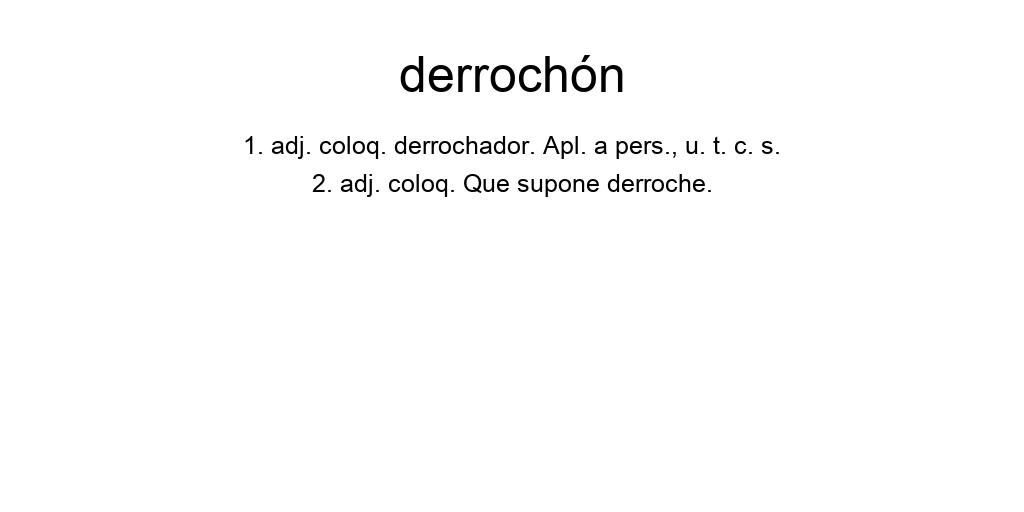 derrochón
1. adj. coloq. derrochador. Apl. a pers., u. t. c. s.
2. adj. coloq. Que supone derroche.